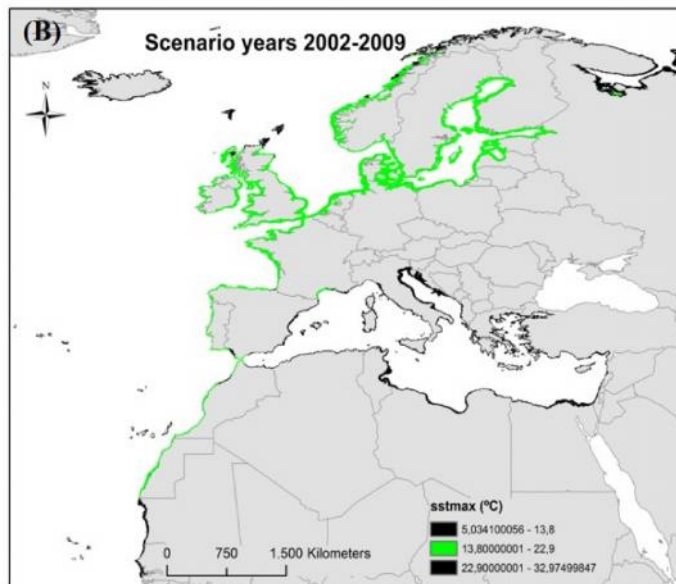 (B)
Scenario years 2002-2009
N
sstmax (ºC)
5,034100056 - 13,8
13,80000001 - 22,9
22,90000001 - 32,97499847
0 750 1.500 Kilometers